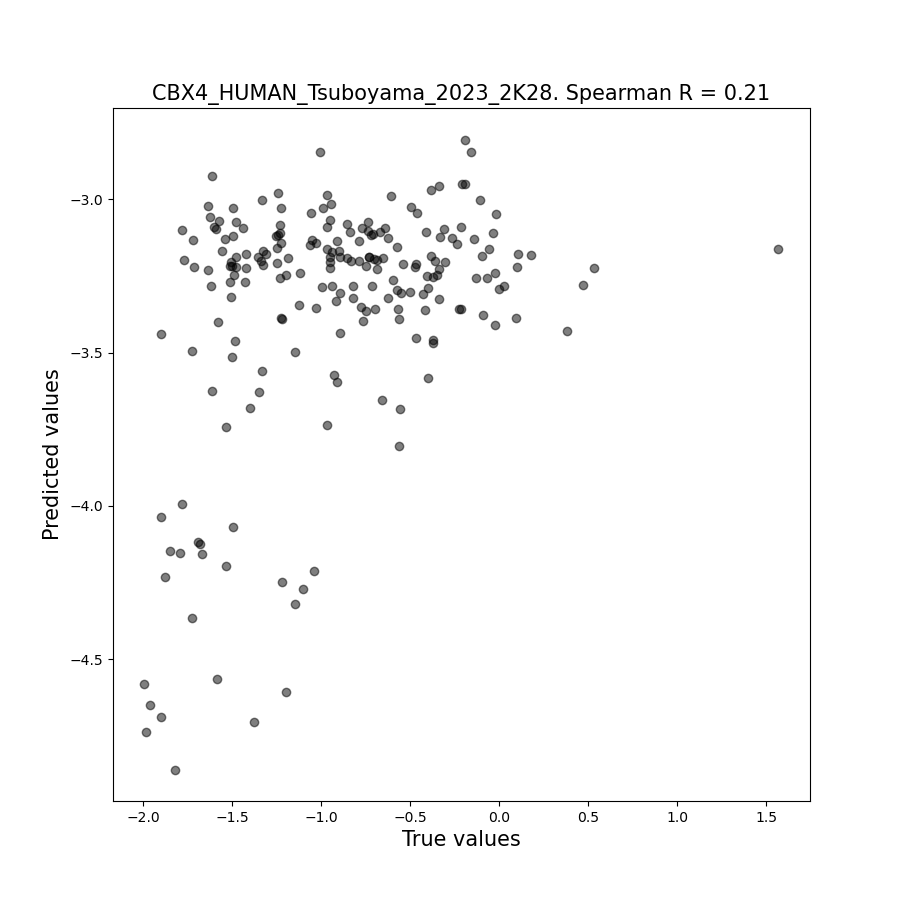 CBX4_HUMAN_Tsuboyama_2023_2K28. Spearman R = 0.21
Predicted values
−3.0
−3.5
−4.0
−4.5
−2.0 −1.5 −1.0 −0.5 0.0 0.5 1.0 1.5
True values